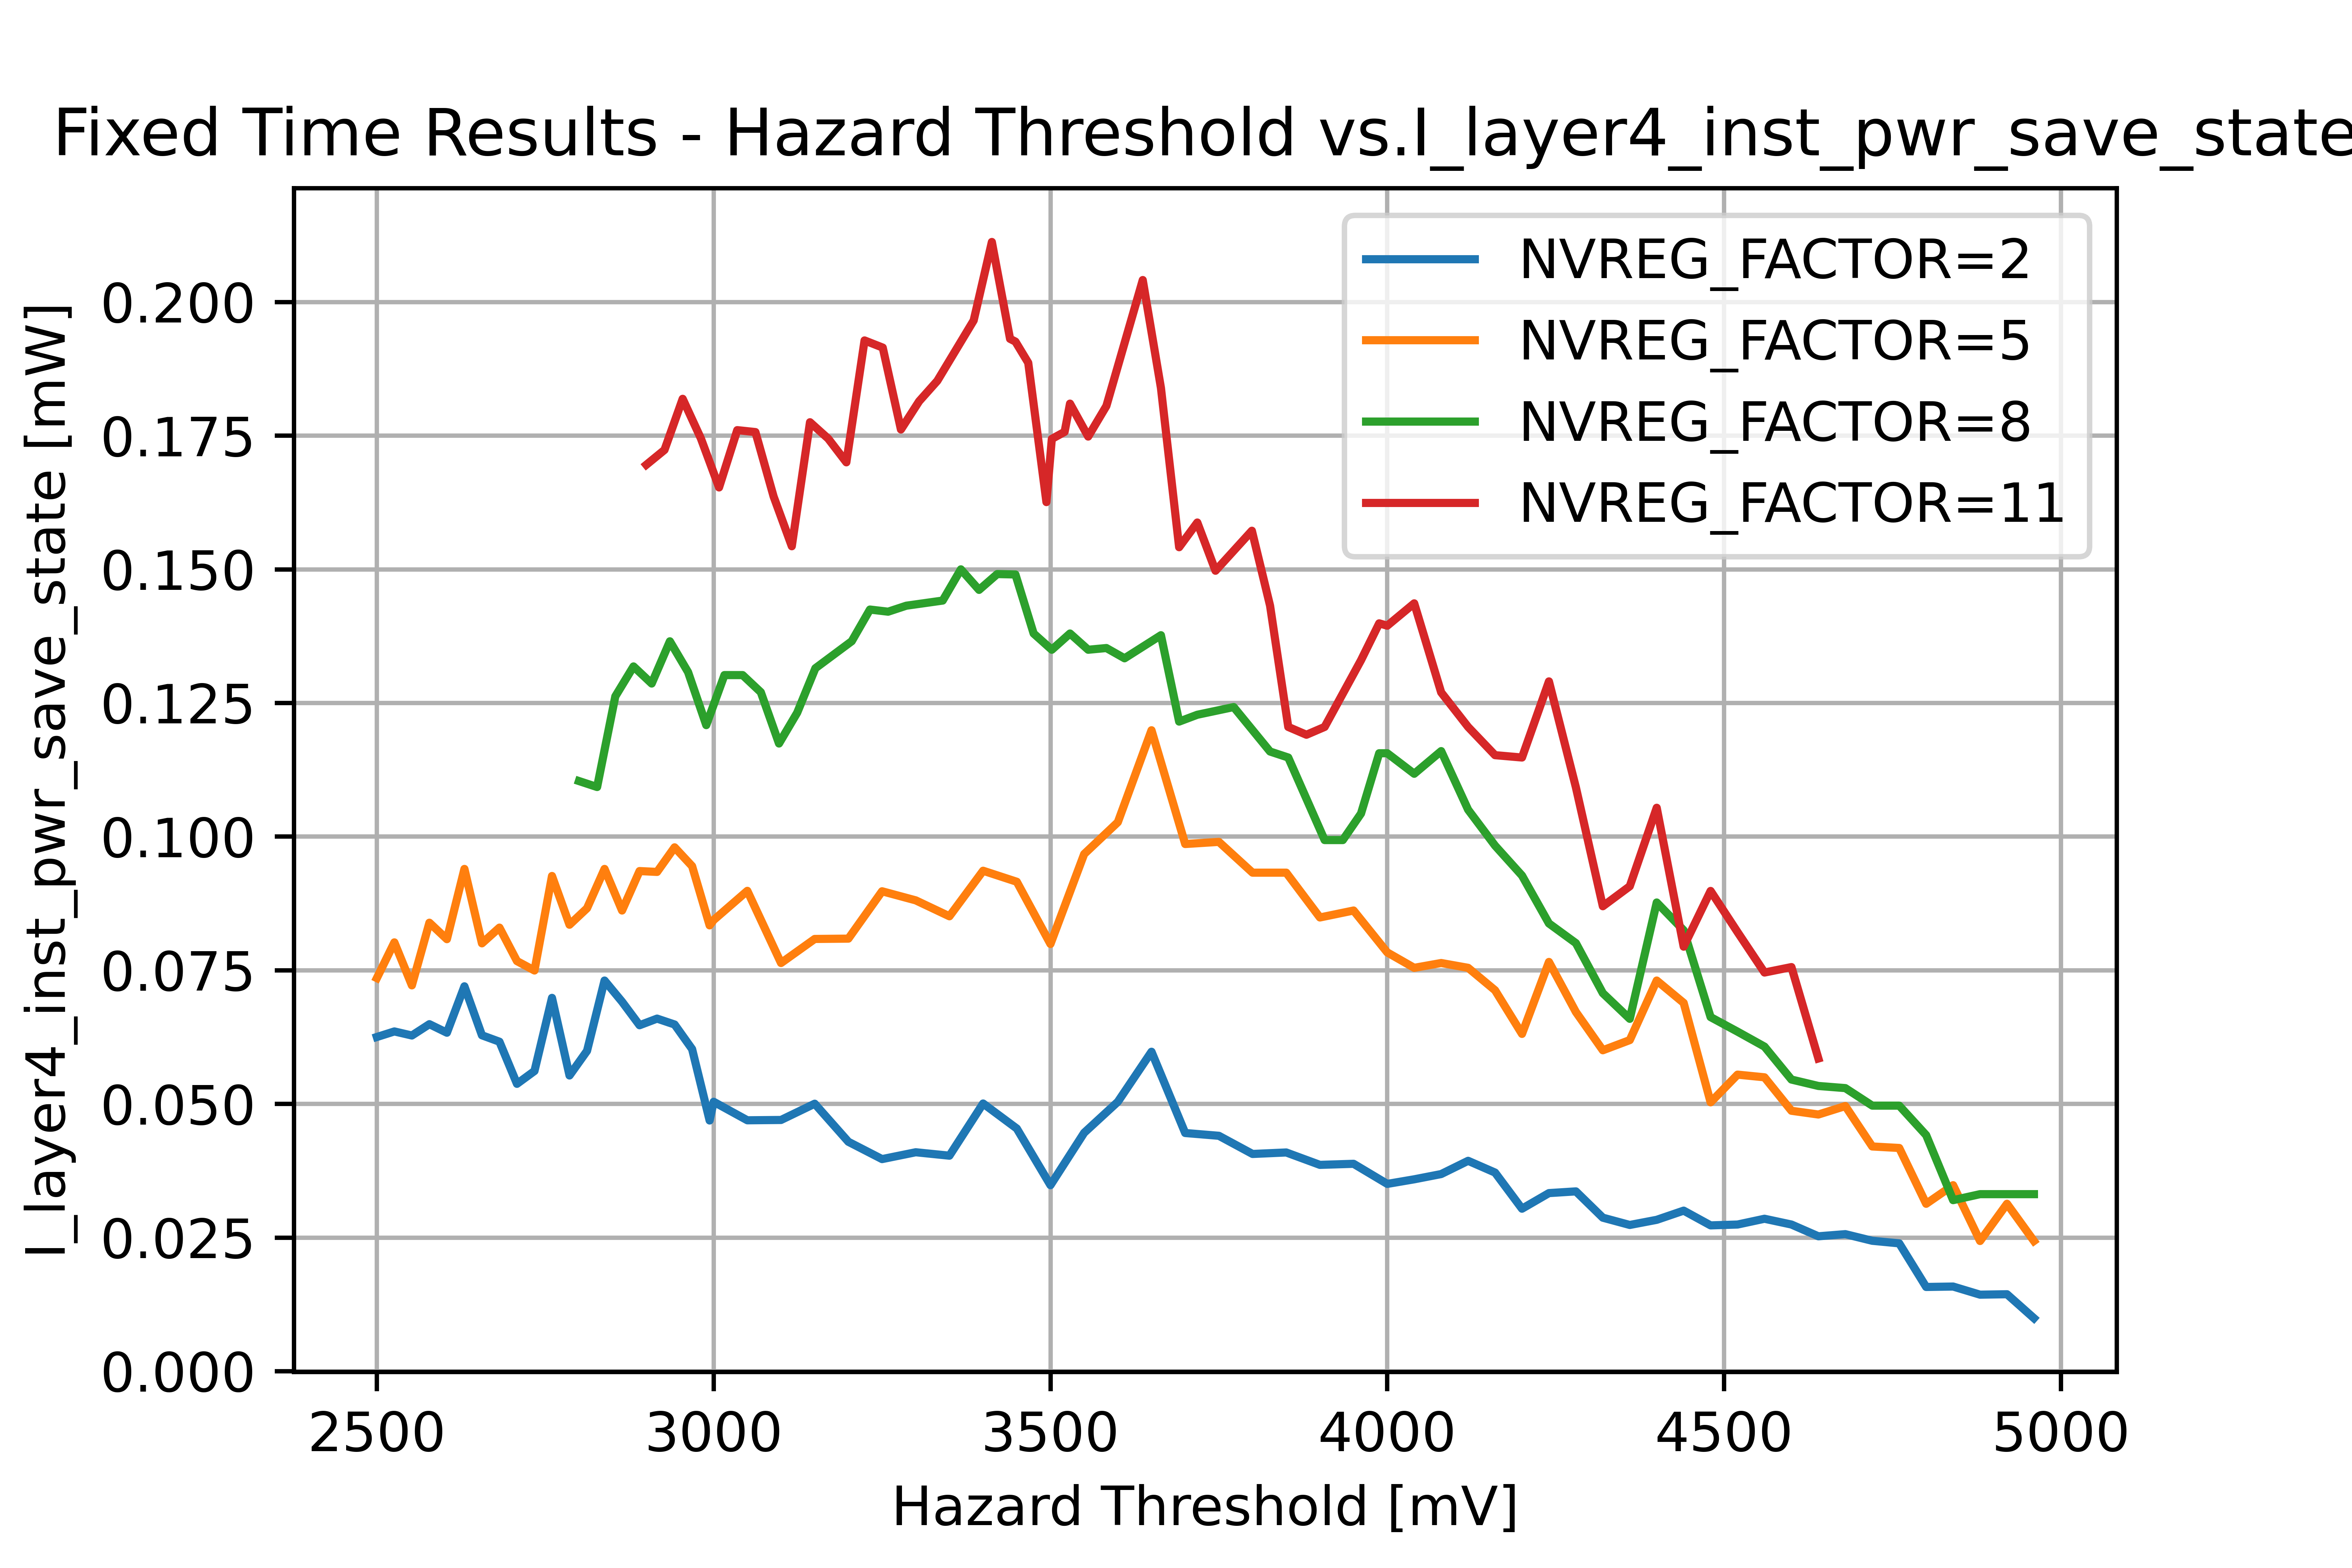 Fixed Time Results - Hazard Threshold vs.I_layer4_inst_pwr_save_state
I_layer4_inst_pwr_save_state [mW]
0.200
0.175
0.150
0.125
0.100
0.075
0.050
0.025
0.000
NVREG_FACTOR=2
NVREG_FACTOR=5
NVREG_FACTOR=8
NVREG_FACTOR=11
2500 3000 3500 4000 4500 5000
Hazard Threshold [mV]